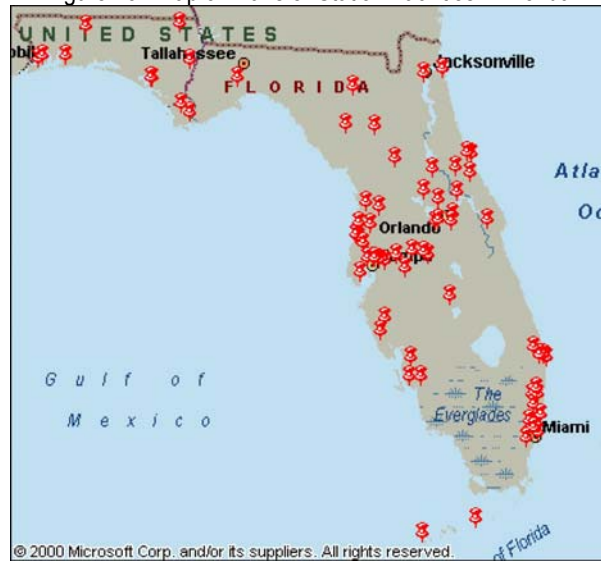 UNITED STATES
Tallahassee
Jacksonville
FLORIDA
Atla
Oc
Orlando
Gulf of
Mexico
The
Everglades
Miami
of Florida
© 2000 Microsoft Corp. and/or its suppliers. All rights reserved.